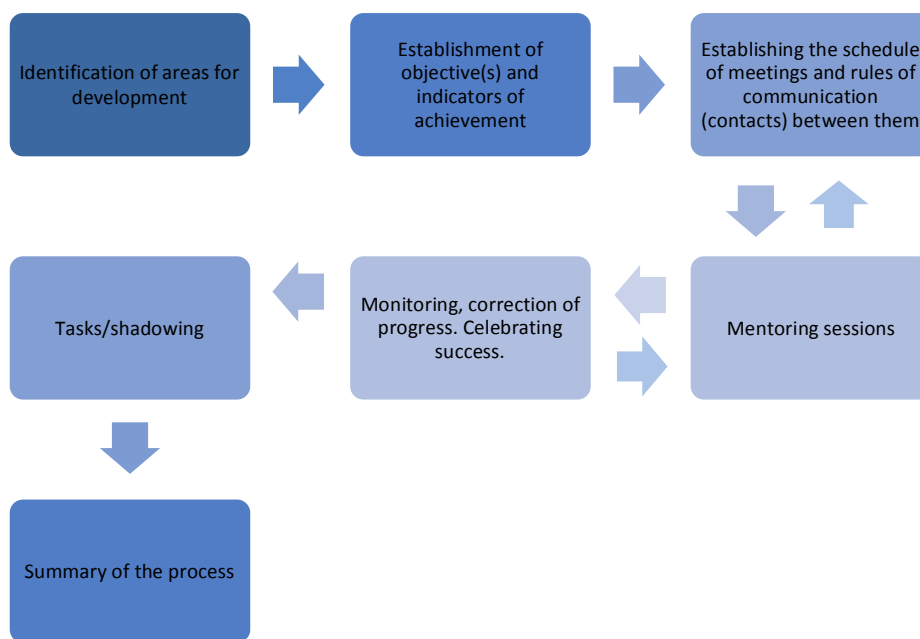 Identification of areas for
development
Establishment of
objective(s) and
indicators of
achievement
Establishing the schedule
of meetings and rules of
communication
(contacts) between them
Tasks/shadowing
Monitoring, correction of
progress. Celebrating
success.
Mentoring sessions
Summary of the process